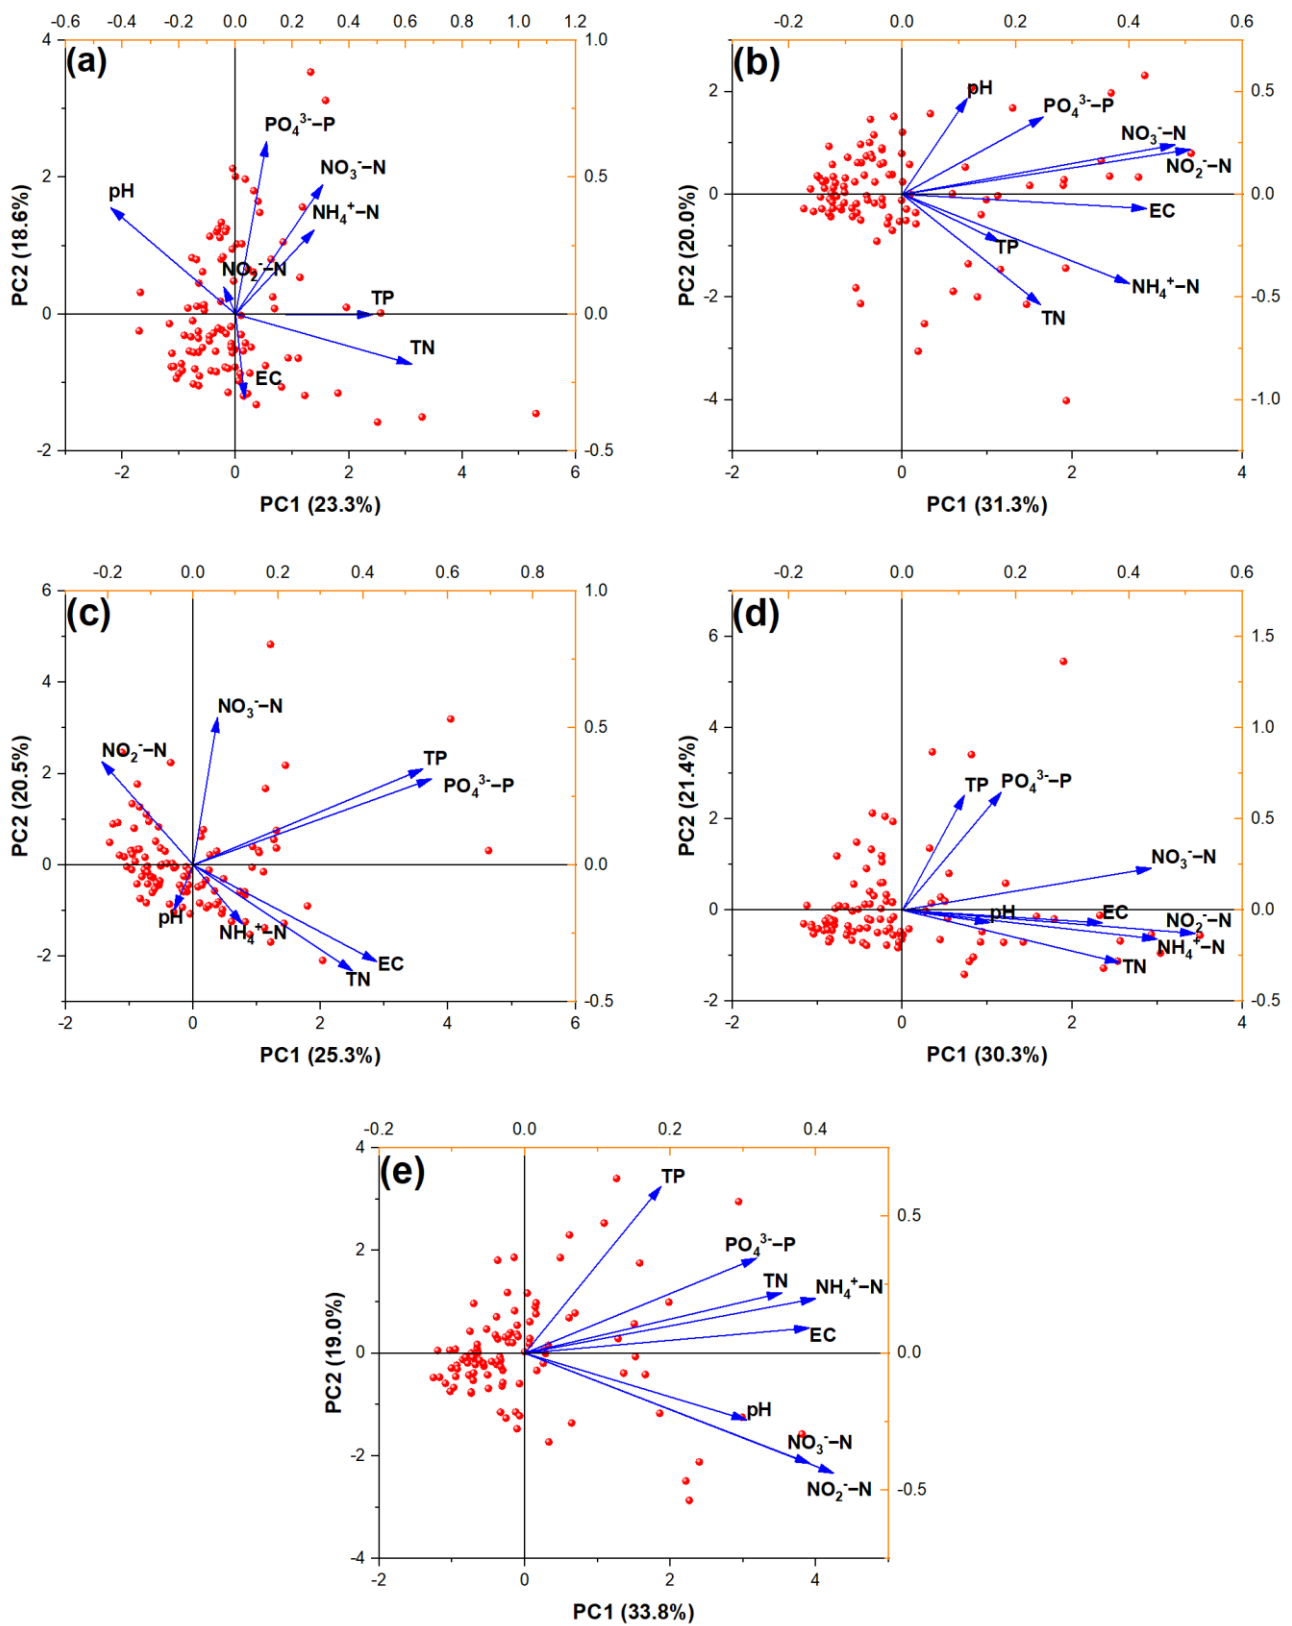 -0.6 -0.4 -0.2 0.0 0.2 0.4 0.6 0.8 1.0 1.2
(a)
4
2
0
-2
PC2 (18.6%)
1.0
0.5
0.0
-0.5
pH
PO₄³⁻–P
NO₃⁻–N
NH₄⁺–N
NO₂⁻–N
TP
TN
EC
-2 0 2 4 6
PC1 (23.3%)
0.0 0.2 0.4 0.6
(b)
2
0
-2
-4
PC2 (20.0%)
0.5
0.0
-0.5
-1.0
pH
PO₄³⁻–P
NO₃⁻–N
NO₂⁻–N
EC
TP
NH₄⁺–N
TN
-2 0 2 4
PC1 (31.3%)
-0.2 0.0 0.2 0.4 0.6 0.8
(c)
6
4
2
0
-2
PC2 (20.5%)
1.0
0.5
0.0
-0.5
NO₃⁻–N
NO₂⁻–N
TP
PO₄³⁻–P
pH
NH₄⁺–N
EC
TN
-2 0 2 4 6
PC1 (25.3%)
-0.2 0.0 0.2 0.4 0.6
(d)
6
4
2
0
-2
PC2 (21.4%)
1.5
1.0
0.5
0.0
-0.5
TP
PO₄³⁻–P
NO₃⁻–N
pH
EC
NO₂⁻–N
NH₄⁺–N
TN
-2 0 2 4
PC1 (30.3%)
-0.2 0.0 0.2 0.4
(e)
4
2
0
-2
-4
PC2 (19.0%)
0.5
0.0
-0.5
TP
PO₄³⁻–P
TN
NH₄⁺–N
EC
pH
NO₃⁻–N
NO₂⁻–N
-2 0 2 4
PC1 (33.8%)